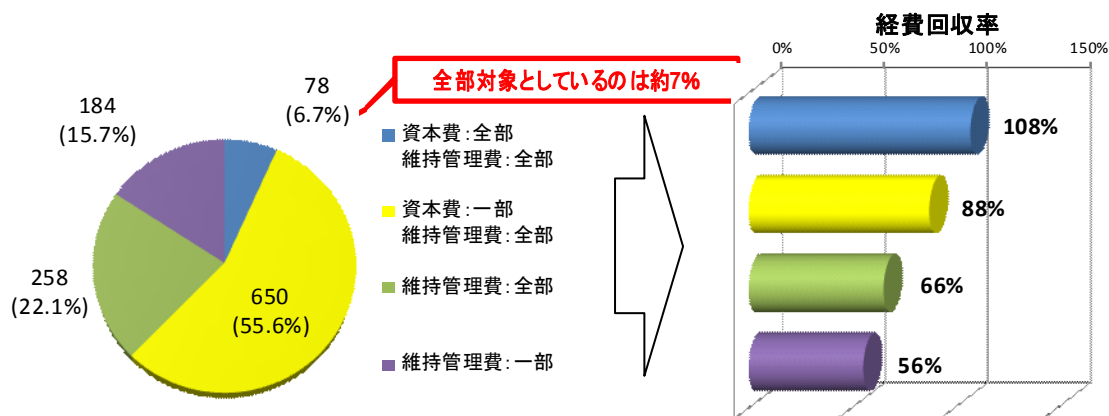 経費回収率
0%
50%
100%
150%
全部対象としているのは約7%
78
(6.7%)
184
(15.7%)
258
(22.1%)
650
(55.6%)
資本費:全部
維持管理費:全部
資本費:一部
維持管理費:全部
維持管理費:全部
維持管理費:一部
108%
88%
66%
56%